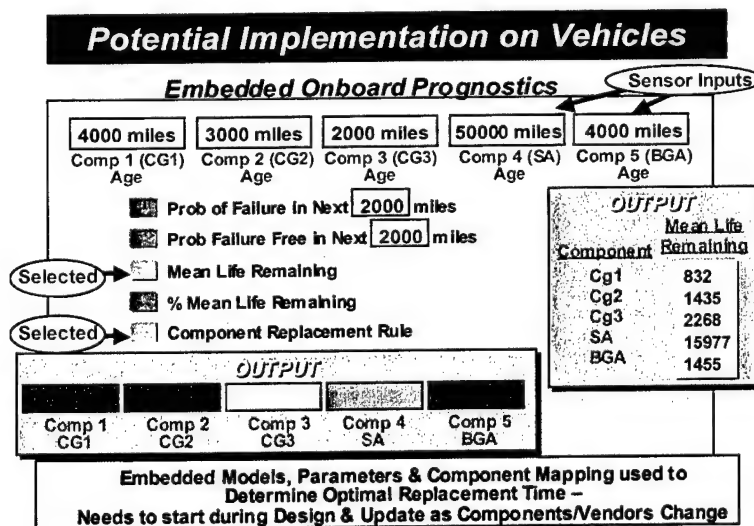 Potential Implementation on Vehicles
Embedded Onboard Prognostics
Sensor Inputs
4000 miles 3000 miles 2000 miles 50000 miles 4000 miles
Comp 1 (CG1) Comp 2 (CG2) Comp 3 (CG3) Comp 4 (SA) Comp 5 (BGA)
Age Age Age Age Age
Prob of Failure in Next 2000 miles
Prob Failure Free in Next 2000 miles
Selected Mean Life Remaining
% Mean Life Remaining
Selected Component Replacement Rule
OUTPUT
Mean Life
Component Remaining
Cg1 832
Cg2 1435
Cg3 2268
SA 15977
BGA 1455
OUTPUT
Comp 1 Comp 2 Comp 3 Comp 4 Comp 5
CG1 CG2 CG3 SA BGA
Embedded Models, Parameters & Component Mapping used to
Determine Optimal Replacement Time –
Needs to start during Design & Update as Components/Vendors Change